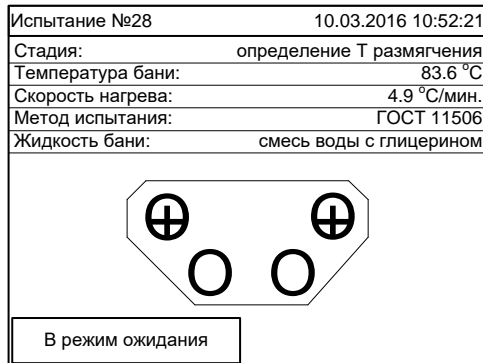 Испытание №28 10.03.2016 10:52:21
Стадия: определение Т размягчения
Температура бани: 83.6 °C
Скорость нагрева: 4.9 °C/мин.
Метод испытания: ГОСТ 11506
Жидкость бани: смесь воды с глицерином
В режим ожидания